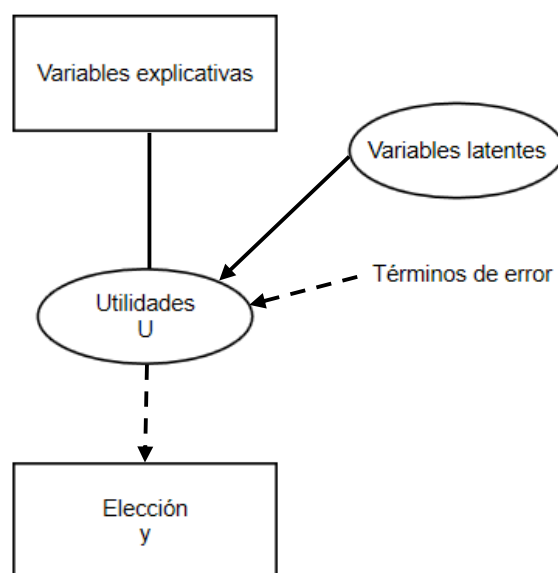 Variables explicativas
Variables latentes
Términos de error
Utilidades
U
Elección
y